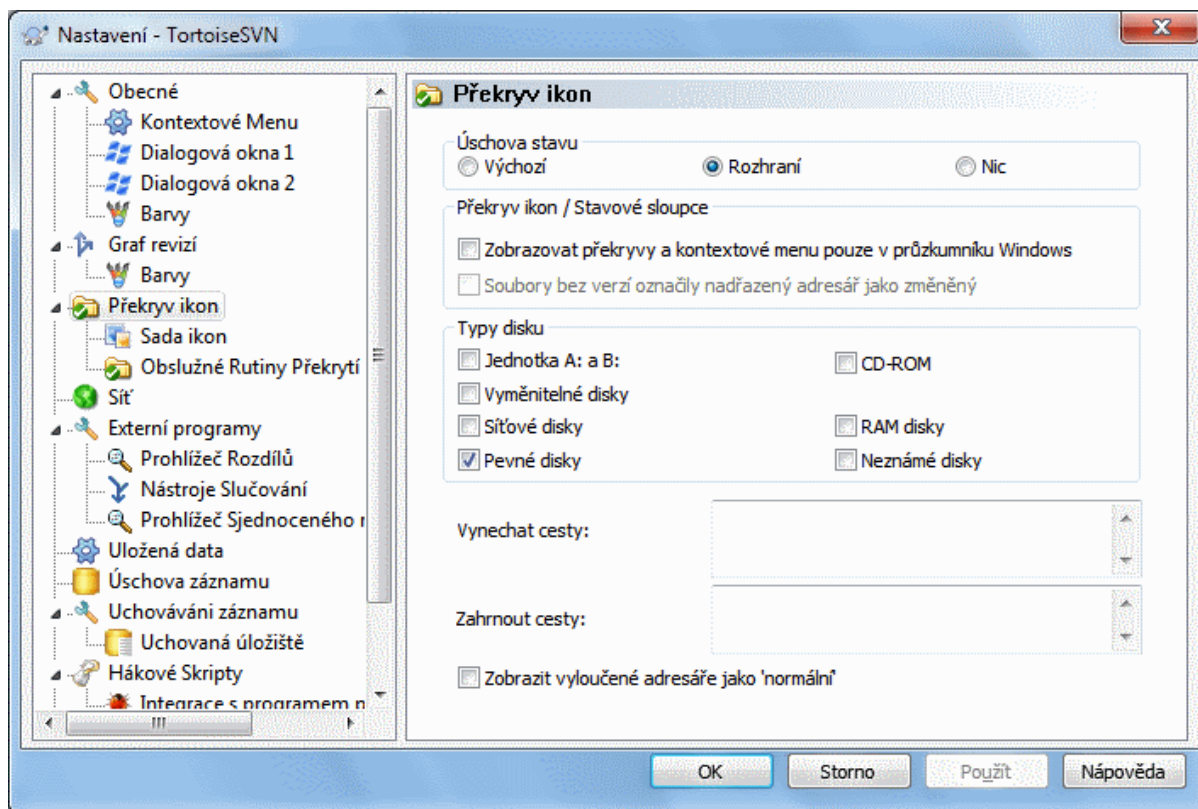 Nastavení - TortoiseSVN
Obecné
Kontextové Menu
Dialogová okna 1
Dialogová okna 2
Barvy
Graf revizí
Barvy
Překryv ikon
Sada ikon
Obslužné Rutiny Překrytí
Síť
Externí programy
Prohlížeč Rozdílů
Nástroje Slučování
Prohlížeč Sjednoceného r
Uložená data
Úschova záznamu
Uchováváni záznamu
Uchovaná úložiště
Hákové Skripty
Integrace s programem p
Překryv ikon
Úschova stavu
Výchozí Rozhraní Nic
Překryv ikon / Stavové sloupce
Zobrazovat překryvy a kontextové menu pouze v průzkumníku Windows
Soubory bez verzí označily nadřazený adresář jako změněný
Typy disku
Jednotka A: a B: CD-ROM
Vyměnitelné disky
Síťové disky RAM disky
Pevné disky Neznámé disky
Vynechat cesty:
Zahrnout cesty:
Zobrazit vyloučené adresáře jako 'normální'
OK Storno Použít Nápověda